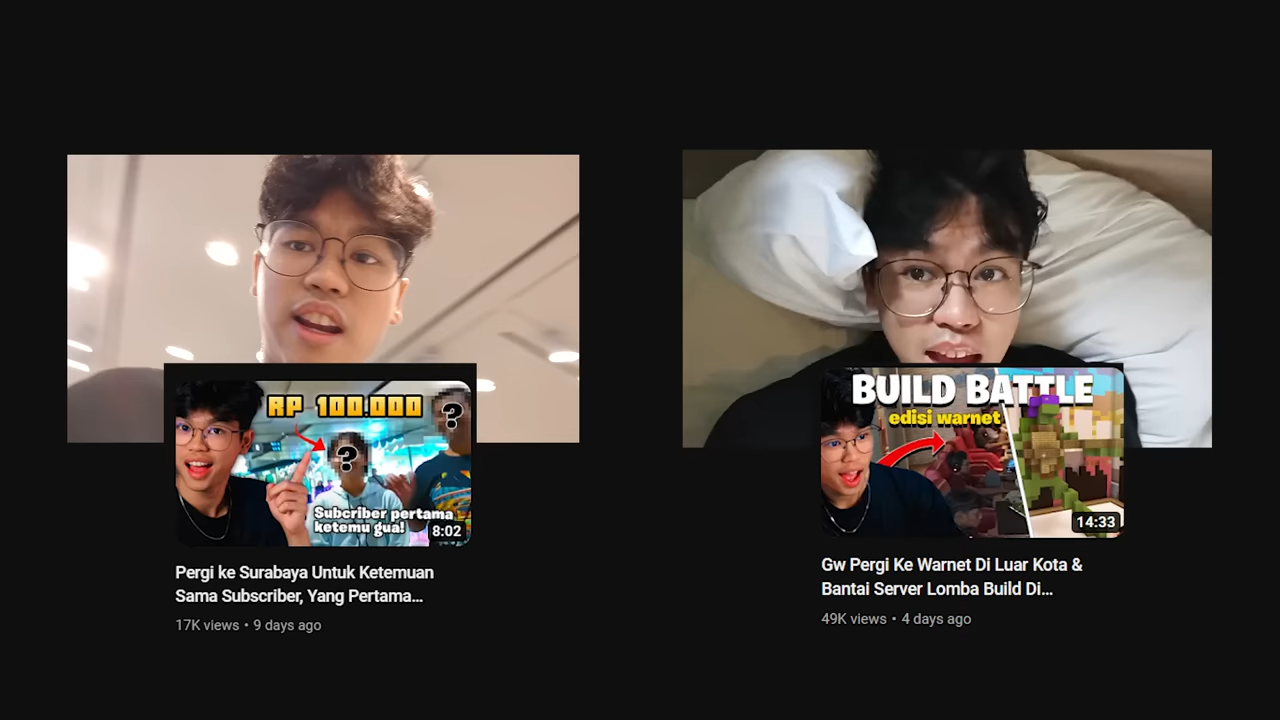 RP 100.000
?
?
Subcriber pertama
ketemu gua!
8:02
Pergi ke Surabaya Untuk Ketemuan
Sama Subscriber, Yang Pertama...
17K views • 9 days ago
BUILD BATTLE
edisi warnet
14:33
Gw Pergi Ke Warnet Di Luar Kota &
Bantai Server Lomba Build Di...
49K views • 4 days ago